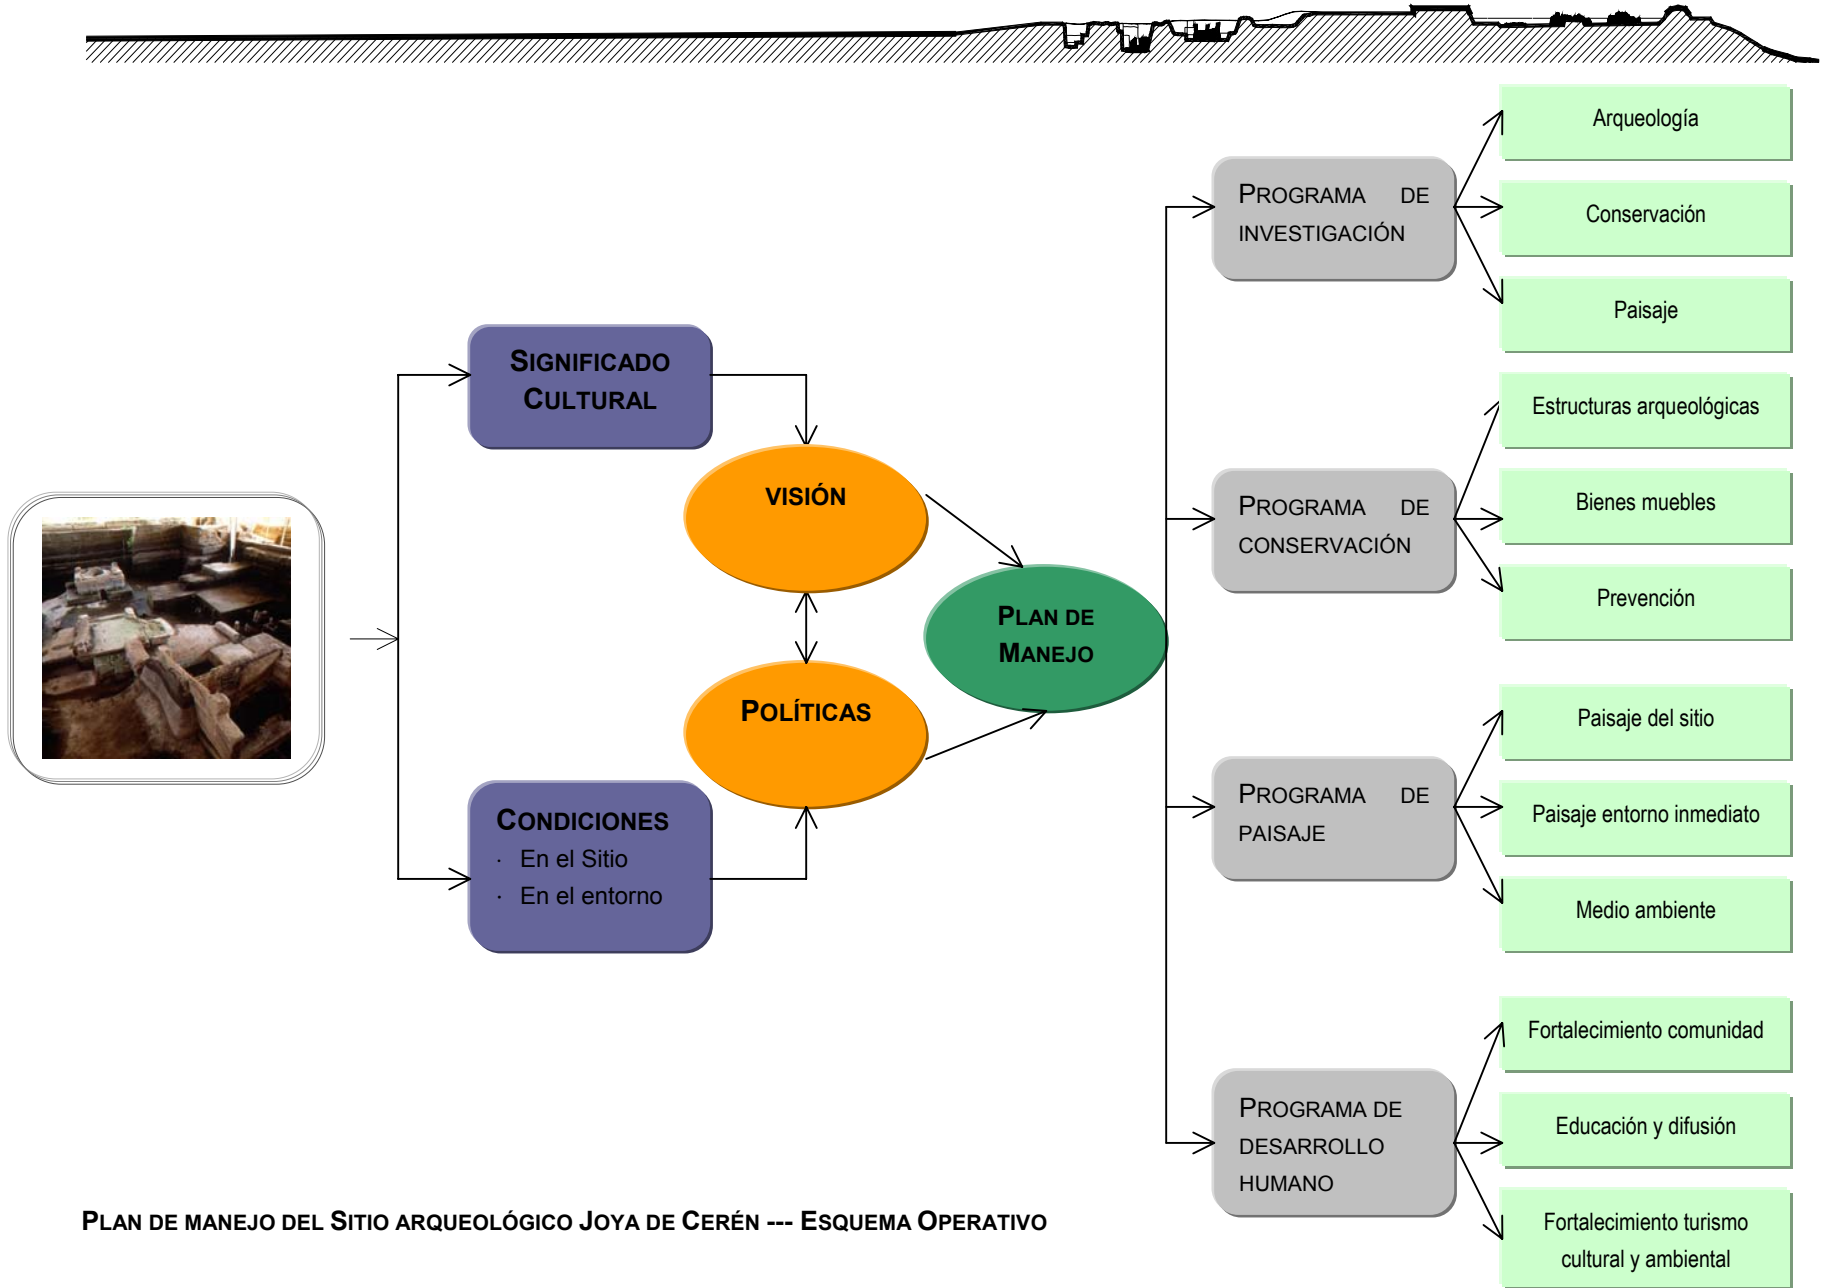 SIGNIFICADO
CULTURAL
CONDICIONES
· En el Sitio
· En el entorno
VISIÓN
POLÍTICAS
PLAN DE
MANEJO
PROGRAMA DE
INVESTIGACIÓN
Arqueología
Conservación
Paisaje
PROGRAMA DE
CONSERVACIÓN
Estructuras arqueológicas
Bienes muebles
Prevención
PROGRAMA DE
PAISAJE
Paisaje del sitio
Paisaje entorno inmediato
Medio ambiente
PROGRAMA DE
DESARROLLO
HUMANO
Fortalecimiento comunidad
Educación y difusión
Fortalecimiento turismo
cultural y ambiental
PLAN DE MANEJO DEL SITIO ARQUEOLÓGICO JOYA DE CERÉN --- ESQUEMA OPERATIVO